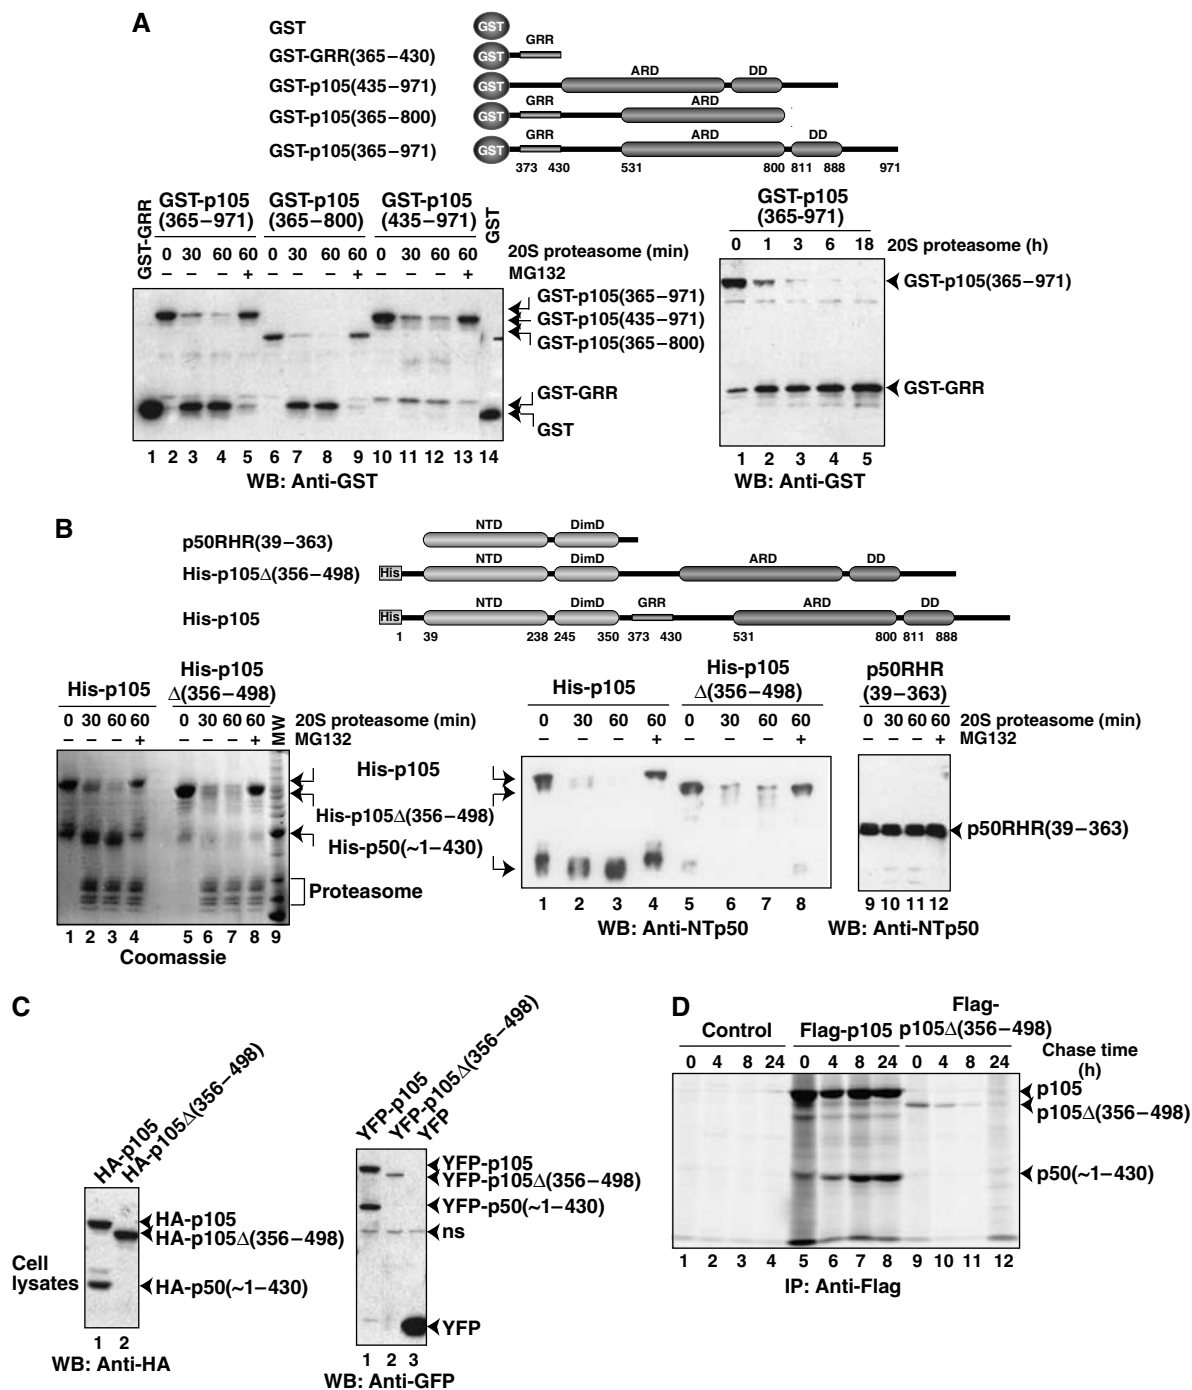 A
GST
GST-GRR(365–430)
GST-p105(435–971)
GST-p105(365–800)
GST-p105(365–971)
GST
GST GRR
GST ARD DD
GST GRR ARD
GST GRR ARD DD
373 430 531 800 811 888 971
GST-GRR
GST-p105 (365–971)
GST-p105 (365–800)
GST-p105 (435–971)
GST
0 30 60 60 0 30 60 60 0 30 60 60 20S proteasome (min)
– – – + – – – + – – – + MG132
GST-p105(365–971)
GST-p105(435–971)
GST-p105(365–800)
GST-GRR
GST
1 2 3 4 5 6 7 8 9 10 11 12 13 14
WB: Anti-GST
GST-p105
(365-971)
0 1 3 6 18 20S proteasome (h)
GST-p105(365–971)
GST-GRR
1 2 3 4 5
WB: Anti-GST
B
p50RHR(39–363)
NTD DimD
His-p105Δ(356–498)
His NTD DimD ARD DD
His-p105
His NTD DimD GRR ARD DD
1 39 238 245 350 373 430 531 800 811 888
His-p105
His-p105
Δ(356–498)
0 30 60 60 0 30 60 60 MW 20S proteasome (min)
– – – + – – – + MG132
His-p105
His-p105Δ(356–498)
His-p50(~1–430)
Proteasome
1 2 3 4 5 6 7 8 9
Coomassie
His-p105
His-p105
Δ(356–498)
p50RHR
(39–363)
0 30 60 60 0 30 60 60 0 30 60 60 20S proteasome (min)
– – – + – – – + – – – + MG132
p50RHR(39–363)
1 2 3 4 5 6 7 8
WB: Anti-NTp50
9 10 11 12
WB: Anti-NTp50
C
HA-p105
HA-p105Δ(356–498)
HA-p105
HA-p105Δ(356–498)
HA-p50(~1–430)
Cell
lysates
1 2
WB: Anti-HA
YFP-p105
YFP-p105Δ(356–498)
YFP
YFP-p105
YFP-p105Δ(356–498)
YFP-p50(~1–430)
ns
YFP
1 2 3
WB: Anti-GFP
D
Control
Flag-p105
Flag-
p105Δ(356–498)
0 4 8 24 0 4 8 24 0 4 8 24 Chase time
(h)
p105
p105Δ(356–498)
p50(~1–430)
1 2 3 4 5 6 7 8 9 10 11 12
IP: Anti-Flag